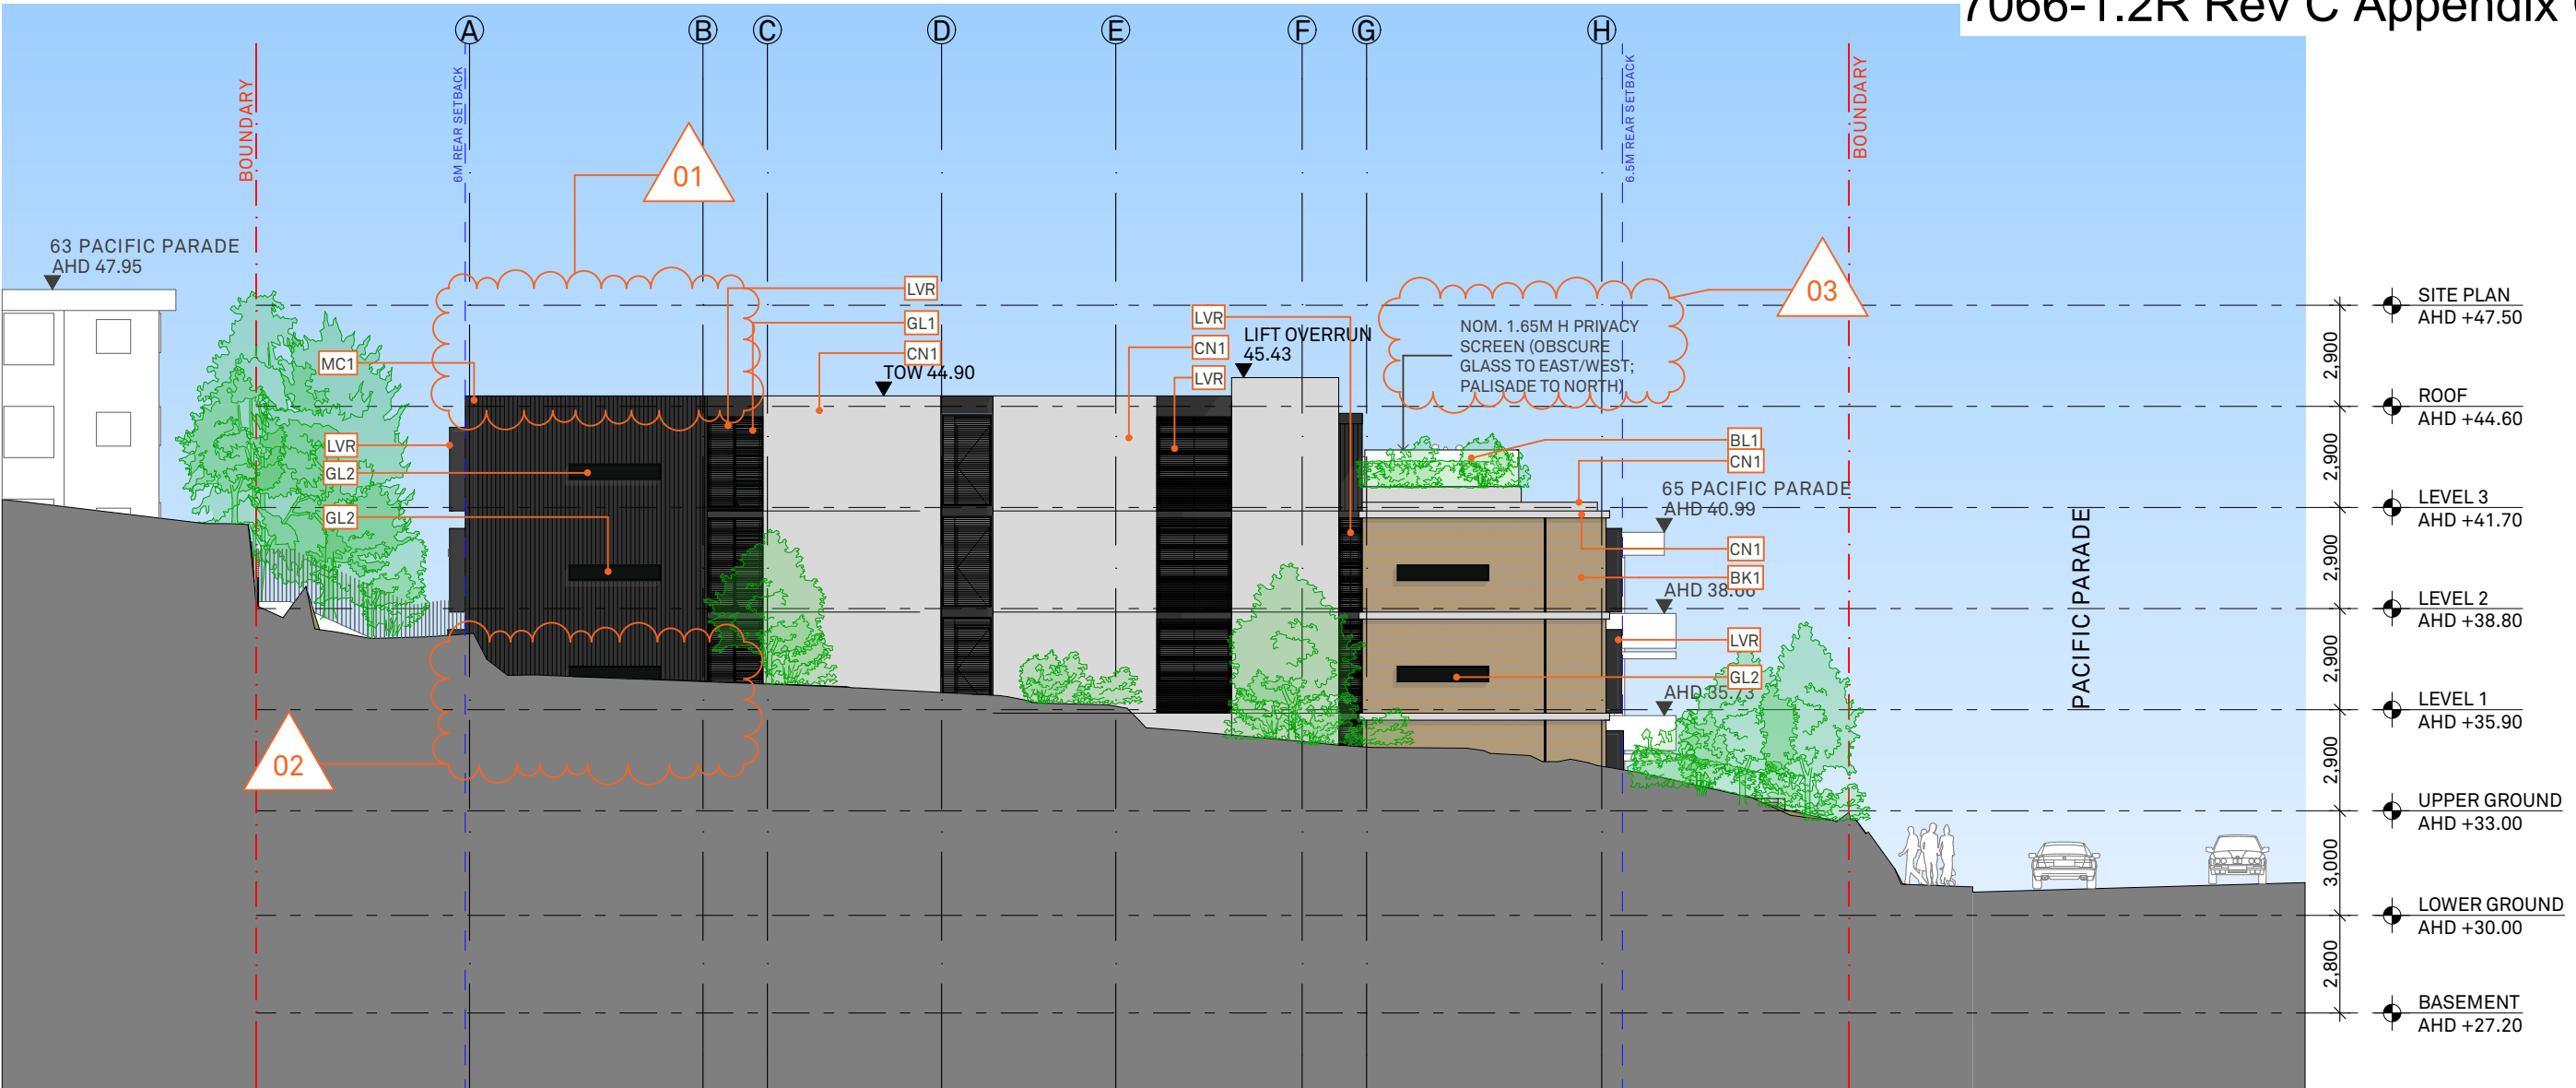 7066-1.2R Rev C Appendix
A
B
C
D
E
F
G
H
BOUNDARY
6M REAR SETBACK
6.5M REAR SETBACK
BOUNDARY
01
03
02
63 PACIFIC PARADE
AHD 47.95
MC1
LVR
GL2
GL2
LVR
GL1
CN1
TOW 44.90
LVR
CN1
LVR
LIFT OVERRUN
45.43
NOM. 1.65M H PRIVACY
SCREEN (OBSCURE
GLASS TO EAST/WEST;
PALISADE TO NORTH)
BL1
CN1
65 PACIFIC PARADE
AHD 40.99
CN1
BK1
AHD 38.66
LVR
GL2
AHD 35.73
PACIFIC PARADE
2,900
2,900
2,900
2,900
2,900
3,000
2,800
SITE PLAN
AHD +47.50
ROOF
AHD +44.60
LEVEL 3
AHD +41.70
LEVEL 2
AHD +38.80
LEVEL 1
AHD +35.90
UPPER GROUND
AHD +33.00
LOWER GROUND
AHD +30.00
BASEMENT
AHD +27.20